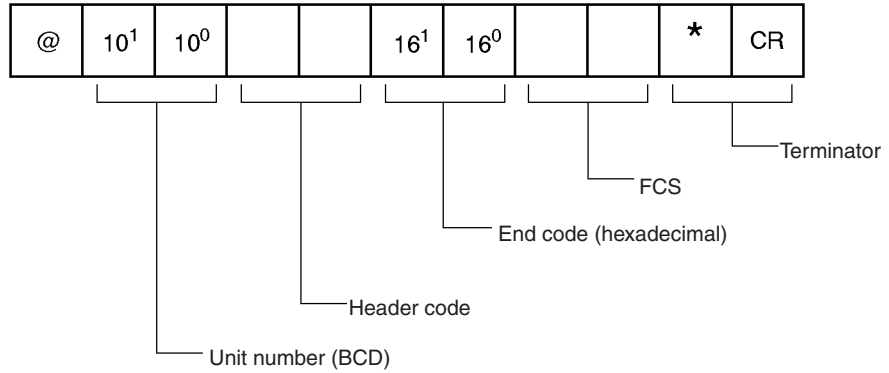 @ 10¹ 10⁰ 16¹ 16⁰ * CR
Terminator
FCS
End code (hexadecimal)
Header code
Unit number (BCD)